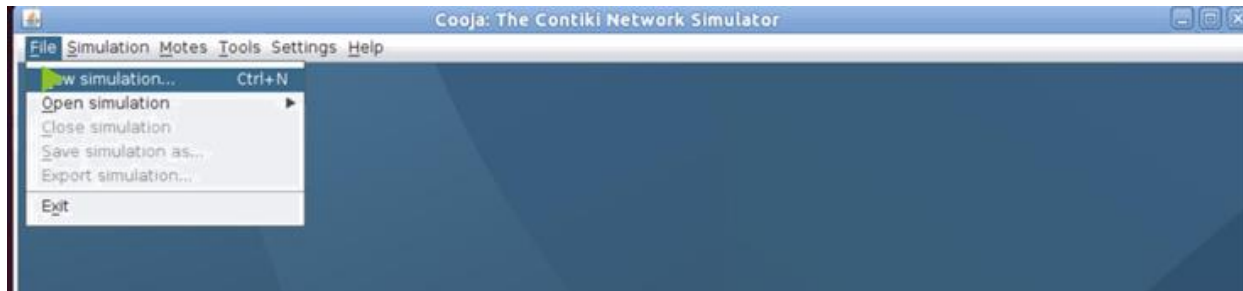 Cooja: The Contiki Network Simulator
File Simulation Motes Tools Settings Help
simulation... Ctrl+N
Open simulation
Close simulation
Save simulation as...
Export simulation...
Exit